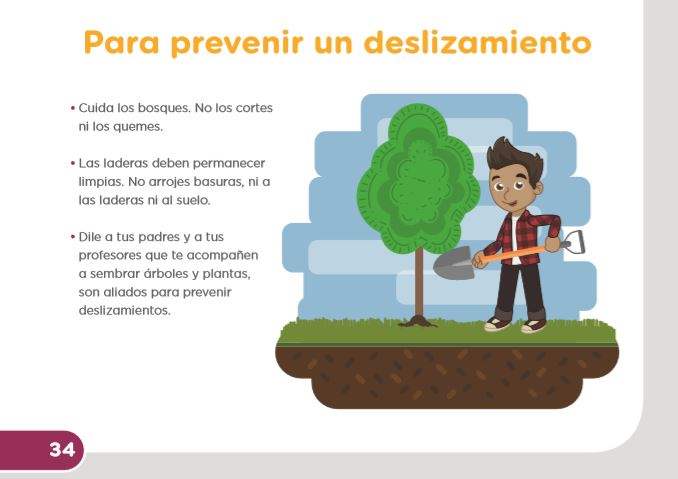 Para prevenir un deslizamiento
• Cuida los bosques. No los cortes
ni los quemes.
• Las laderas deben permanecer
limpias. No arrojes basuras, ni a
las laderas ni al suelo.
• Dile a tus padres y a tus
profesores que te acompañen
a sembrar árboles y plantas,
son aliados para prevenir
deslizamientos.
34